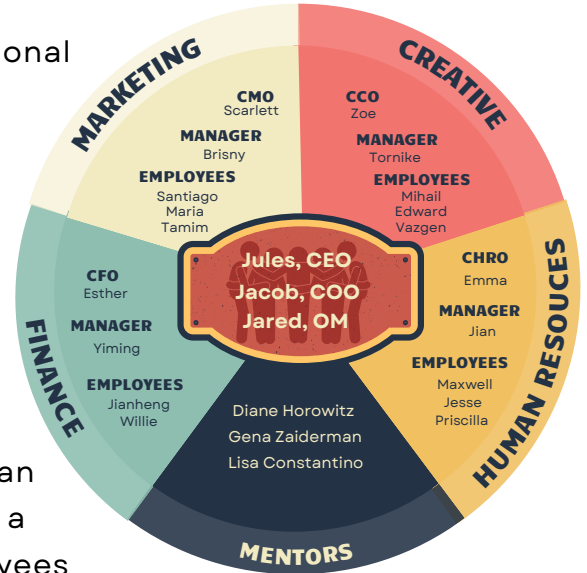 onal
MARKETING
CMO
Scarlett
MANAGER
Brisny
EMPLOYEES
Santiago
Maria
Tamim
CREATIVE
CCO
Zoe
MANAGER
Tornike
EMPLOYEES
Mihail
Edward
Vazgen
Jules, CEO
Jacob, COO
Jared, OM
FINANCE
CFO
Esther
MANAGER
Yiming
EMPLOYEES
Jianheng
Willie
HUMAN RESOUCES
CHRO
Emma
MANAGER
Jian
EMPLOYEES
Maxwell
Jesse
Priscilla
Diane Horowitz
Gena Zaiderman
Lisa Constantino
MENTORS
an
a
yees